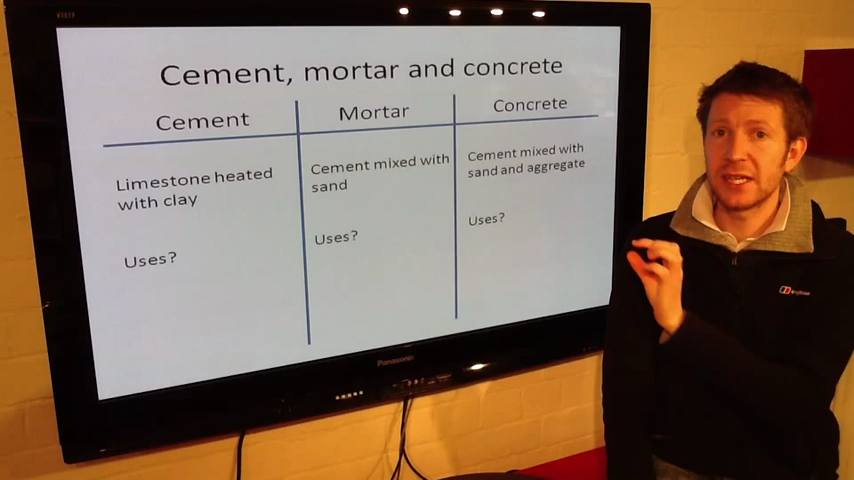 Cement, mortar and concrete
Cement
Limestone heated
with clay
Uses?
Mortar
Cement mixed with
sand
Uses?
Concrete
Cement mixed with
sand and aggregate
Uses?
Panasonic